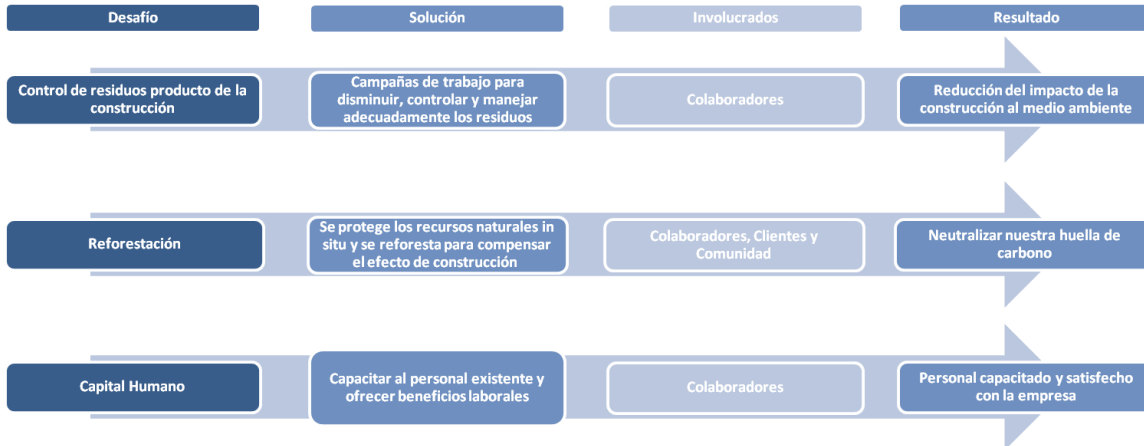 Desafío
Solución
Involucrados
Resultado
Control de residuos producto de la
construcción
Campañas de trabajo para
disminuir, controlar y manejar
adecuadamente los residuos
Colaboradores
Reducción del impacto de la
construcción al medio ambiente
Reforestación
Se protege los recursos naturales in
situ y se reforesta para compensar
el efecto de construcción
Colaboradores, Clientes y
Comunidad
Neutralizar nuestra huella de
carbono
Capital Humano
Capacitar al personal existente y
ofrecer beneficios laborales
Colaboradores
Personal capacitado y satisfecho
con la empresa